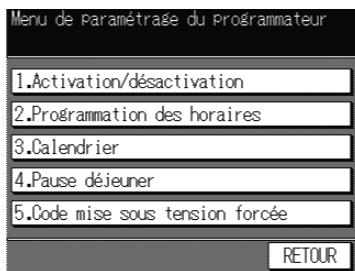 Menu de paramétrage du programmateur
1.Activation/désactivation
2.Programmation des horaires
3.Calendrier
4.Pause déjeuner
5.Code mise sous tension forcée
RETOUR